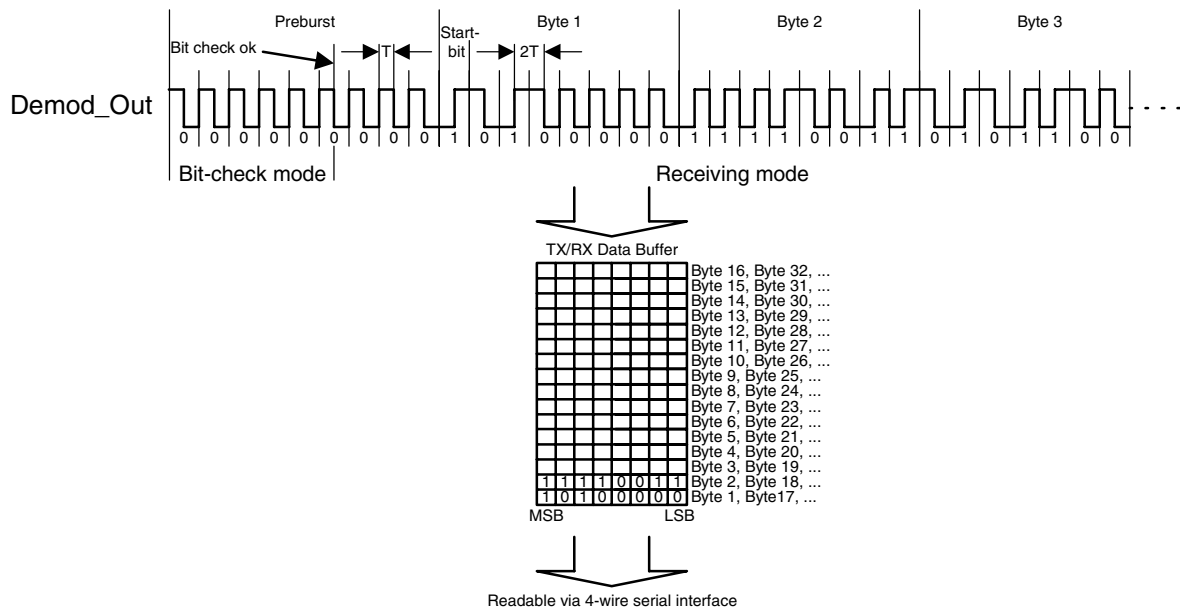 Preburst Byte 1 Byte 2 Byte 3
Bit check ok
T
Start-
bit
2T
Demod_Out
0 0 0 0 0 0 0 0 0 1 0 1 0 0 0 0 0 1 1 1 1 0 0 1 1 0 1 0 1 1 0 0
Bit-check mode Receiving mode
TX/RX Data Buffer
Byte 16, Byte 32, ...
Byte 15, Byte 31, ...
Byte 14, Byte 30, ...
Byte 13, Byte 29, ...
Byte 12, Byte 28, ...
Byte 11, Byte 27, ...
Byte 10, Byte 26, ...
Byte 9, Byte 25, ...
Byte 8, Byte 24, ...
Byte 7, Byte 23, ...
Byte 6, Byte 22, ...
Byte 5, Byte 21, ...
Byte 4, Byte 20, ...
Byte 3, Byte 19, ...
1 1 1 1 0 0 1 1 Byte 2, Byte 18, ...
1 0 1 0 0 0 0 0 Byte 1, Byte17, ...
MSB LSB
Readable via 4-wire serial interface